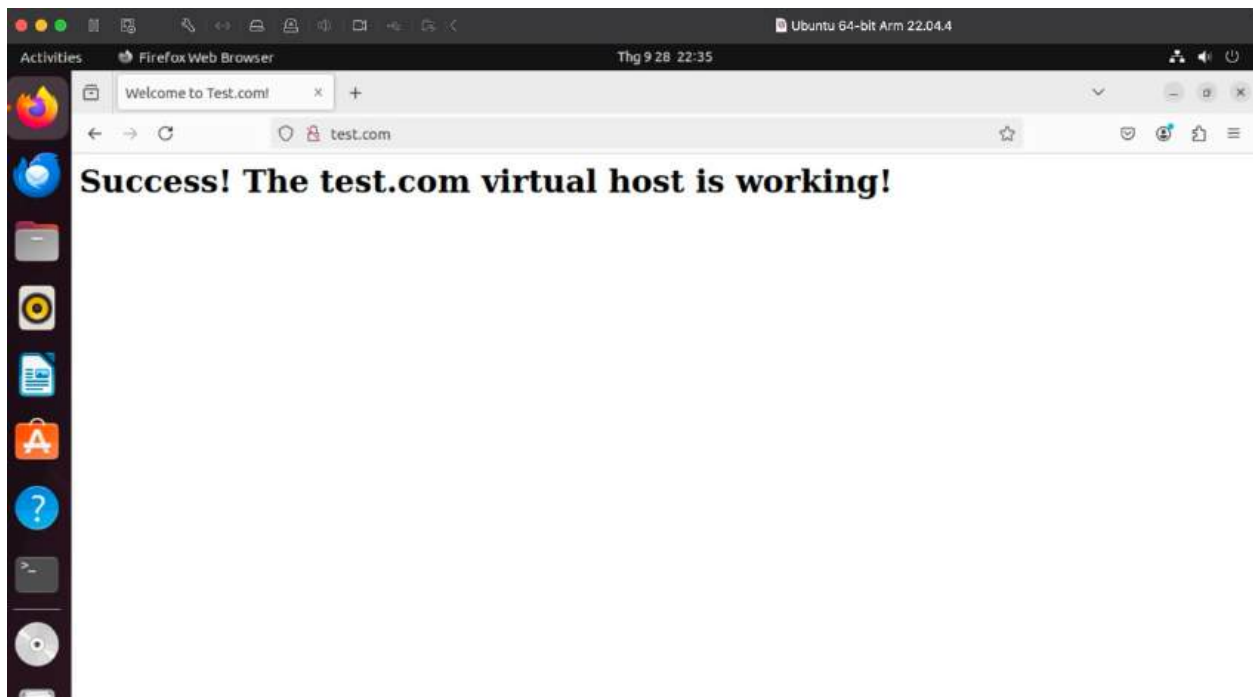 Ubuntu 64-bit Arm 22.04.4
Activities Firefox Web Browser Thg 9 28 22:35
Welcome to Test.com!
test.com
Success! The test.com virtual host is working!